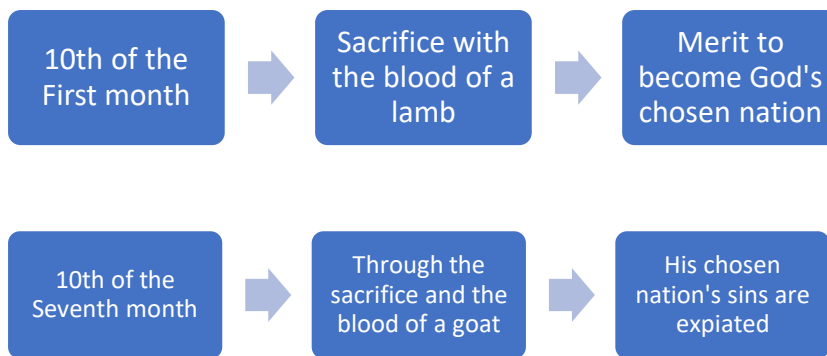 10th of the
First month
Sacrifice with
the blood of a
lamb
Merit to
become God's
chosen nation
10th of the
Seventh month
Through the
sacrifice and the
blood of a goat
His chosen
nation's sins are
expiated